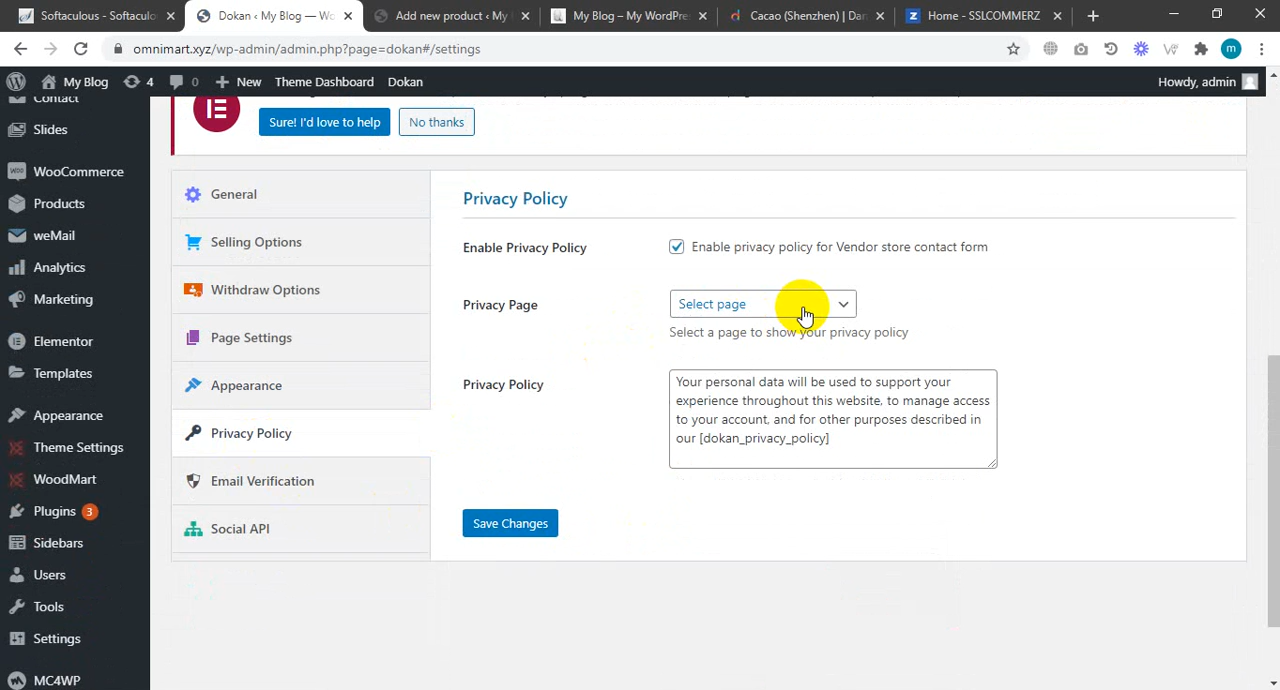 Softaculous - Softaculo
Dokan ‹ My Blog — Wo
Add new product ‹ My
My Blog – My WordPre
Cacao (Shenzhen) | Dar
Home - SSLCOMMERZ
omnimart.xyz/wp-admin/admin.php?page=dokan#/settings
m
My Blog
4
0
New
Theme Dashboard
Dokan
Howdy, admin
Contact
Slides
WooCommerce
Products
weMail
Analytics
Marketing
Elementor
Templates
Appearance
Theme Settings
WoodMart
Plugins 3
Sidebars
Users
Tools
Settings
MC4WP
Sure! I'd love to help
No thanks
General
Selling Options
Withdraw Options
Page Settings
Appearance
Privacy Policy
Email Verification
Social API
Privacy Policy
Enable Privacy Policy
Enable privacy policy for Vendor store contact form
Privacy Page
Select page
Select a page to show your privacy policy
Privacy Policy
Your personal data will be used to support your
experience throughout this website, to manage access
to your account, and for other purposes described in
our [dokan_privacy_policy]
Save Changes